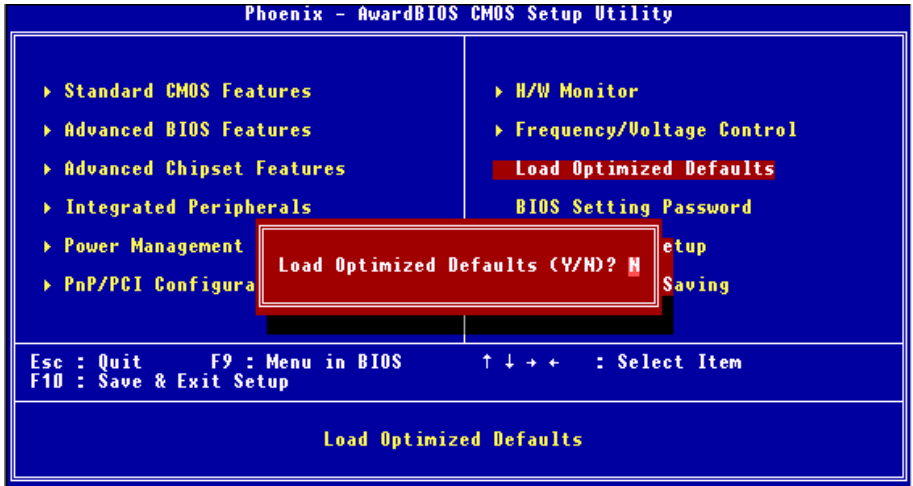 Phoenix - AwardBIOS CMOS Setup Utility
Standard CMOS Features
Advanced BIOS Features
Advanced Chipset Features
Integrated Peripherals
Power Management
PnP/PCI Configura
H/W Monitor
Frequency/Voltage Control
Load Optimized Defaults
BIOS Setting Password
etup
Saving
Load Optimized Defaults (Y/N)? N
Esc : Quit F9 : Menu in BIOS ↑ ↓ → ← : Select Item
F10 : Save & Exit Setup
Load Optimized Defaults